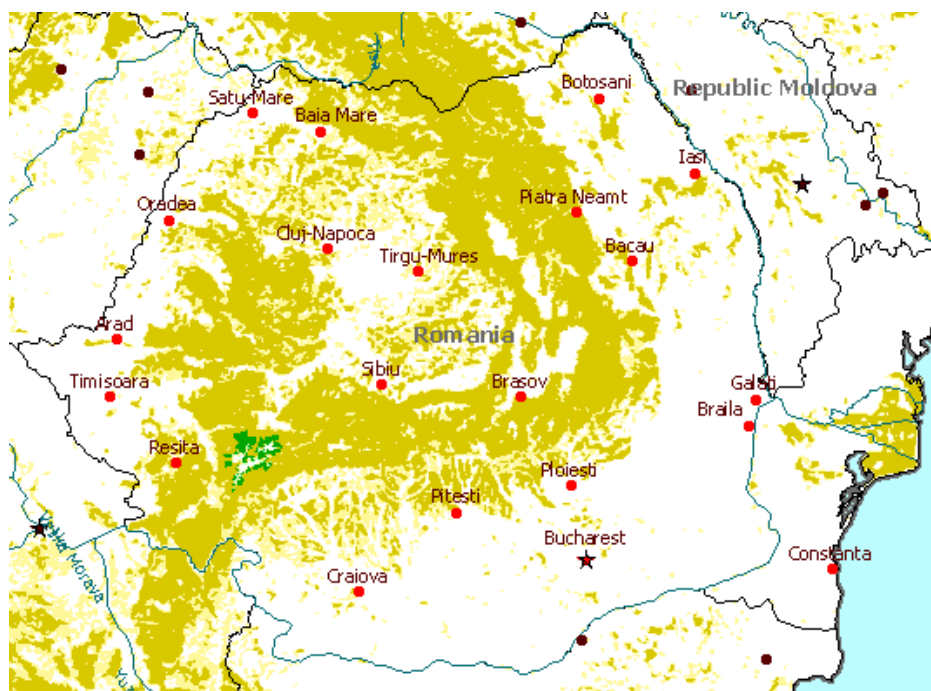 Botosani
Republic Moldova
Satu-Mare
Baia Mare
Iasi
Oradea
Piatra Neamt
Cluj-Napoca
Tirgu-Mures
Bacau
Arad
Romania
Timisoara
Sibiu
Brasov
Galati
Braila
Resita
Ploiesti
Pitesti
Bucharest
Constanta
Craiova
Morava